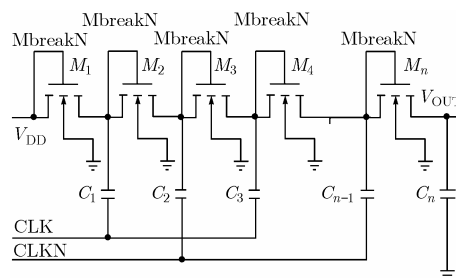 MbreakN MbreakN MbreakN MbreakN MbreakN
M1 M2 M3 M4 Mn
VDD VOUT
C1 C2 C3 Cn−1 Cn
CLK
CLKN